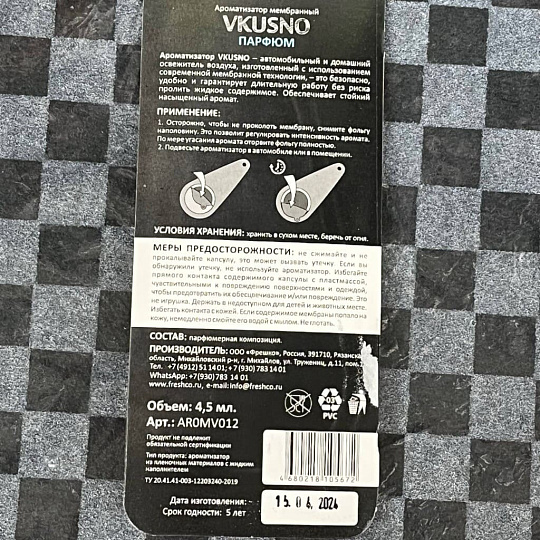 Ароматизатор мембранный
VKUSNO
ПАРФЮМ
Ароматизатор VKUSNO – автомобильный и домашний
освежитель воздуха, изготовленный с использованием
современной мембранной технологии, – это безопасно,
удобно и гарантирует длительную работу без риска
пролить жидкое содержимое. Обеспечивает стойкий
насыщенный аромат.
ПРИМЕНЕНИЕ:
1. Осторожно, чтобы не проколоть мембрану, снимите фольгу
наполовину. Это позволит регулировать интенсивность аромата.
По мере угасания аромата оторвите фольгу полностью.
2. Подвесьте ароматизатор в автомобиле или в помещении.
УСЛОВИЯ ХРАНЕНИЯ: хранить в сухом месте, беречь от огня.
МЕРЫ ПРЕДОСТОРОЖНОСТИ: не сжимайте и не
прокалывайте капсулу, это может вызвать утечку. Если вы
обнаружили утечку, не используйте ароматизатор. Избегайте
прямого контакта содержимого капсулы с пластмассой,
чувствительными к повреждению поверхностями и одеждой,
чтобы предотвратить их обесцвечивание и/или повреждение. Это
не игрушка. Держать в недоступном для детей и животных месте.
Избегать контакта с кожей. Если содержимое мембраны попало на
кожу, немедленно смойте его водой с мылом. Не глотать.
СОСТАВ: парфюмерная композиция.
ПРОИЗВОДИТЕЛЬ: ООО «Фрешко», Россия, 391710, Рязанская
область, Михайловский р-н, г. Михайлов, ул. Труженниц, д.11, пом.
Тел. +7 (4912) 51 14 01; +7 (930) 783 14 01
WhatsApp: +7 (930) 783 14 01
www.freshco.ru, e-mail: info@freshco.ru
03
PVC
Объем: 4,5 мл.
Арт.: AROMV012
Продукт не подлежит
обязательной сертификации
Тип продукта: ароматизатор
из пленочных материалов с жидким
наполнителем
ТУ 20.41.41-003-12203240-2019
4 680218 105672
Дата изготовления:
Срок годности: 5 лет
15. 04. 2024